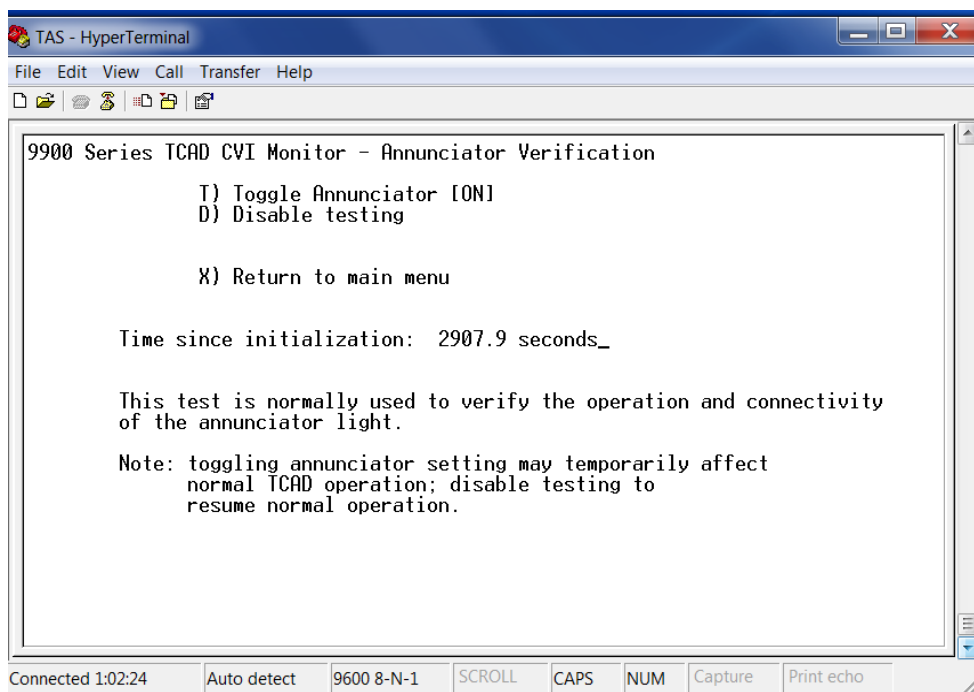 TAS - HyperTerminal
File Edit View Call Transfer Help
9900 Series TCAD CVI Monitor - Annunciator Verification
T) Toggle Annunciator [ON]
D) Disable testing
X) Return to main menu
Time since initialization: 2907.9 seconds_
This test is normally used to verify the operation and connectivity
of the annunciator light.
Note: toggling annunciator setting may temporarily affect
normal TCAD operation; disable testing to
resume normal operation.
Connected 1:02:24 Auto detect 9600 8-N-1 SCROLL CAPS NUM Capture Print echo